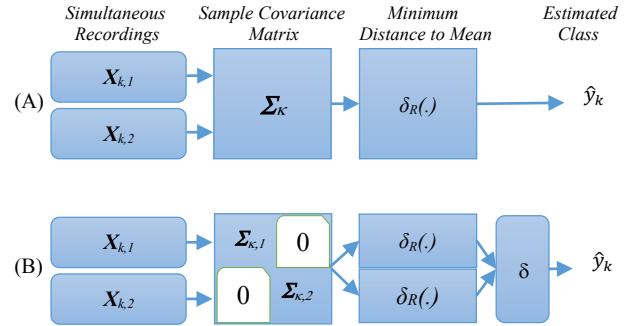 Simultaneous Sample Covariance Minimum Estimated
Recordings Matrix Distance to Mean Class
X_{k,1}
(A) Σ_κ δ_R(.) ŷ_k
X_{k,2}
X_{k,1} Σ_{κ,1} 0 δ_R(.)
(B) δ ŷ_k
X_{k,2} 0 Σ_{κ,2} δ_R(.)